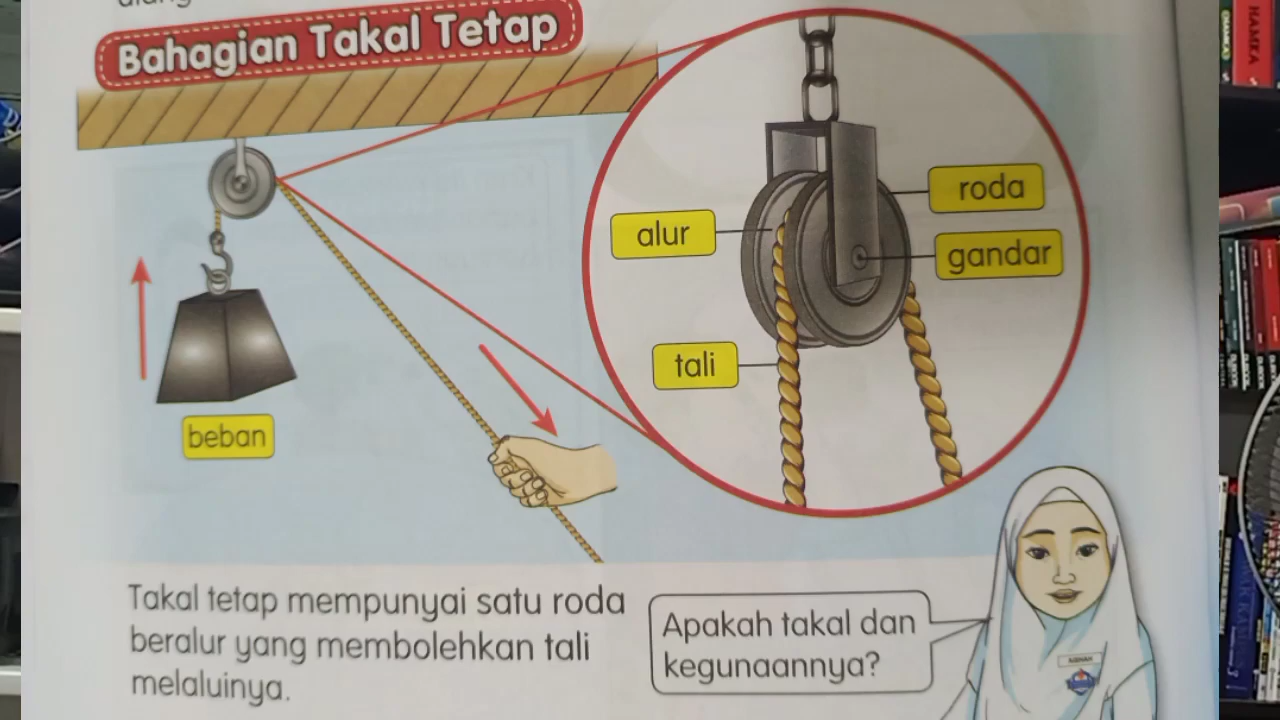 Bahagian Takal Tetap
roda
alur
gandar
tali
beban
Takal tetap mempunyai satu roda
beralur yang membolehkan tali
melaluinya.
Apakah takal dan
kegunaannya?
HAMKA